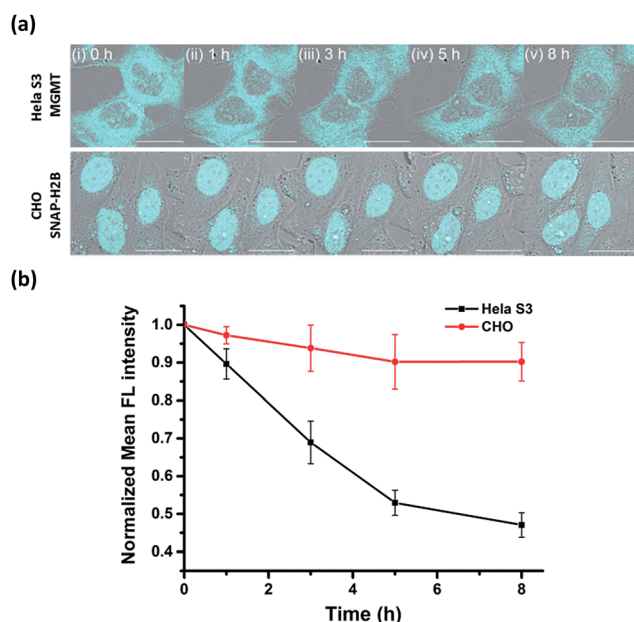 (a)
(i) 0 h (ii) 1 h (iii) 3 h (iv) 5 h (v) 8 h
Hela S3
MGMT
CHO
SNAP-H2B
(b)
Hela S3
CHO
Normalized Mean FL intensity
1.0
0.9
0.8
0.7
0.6
0.5
0.4
0 2 4 6 8
Time (h)